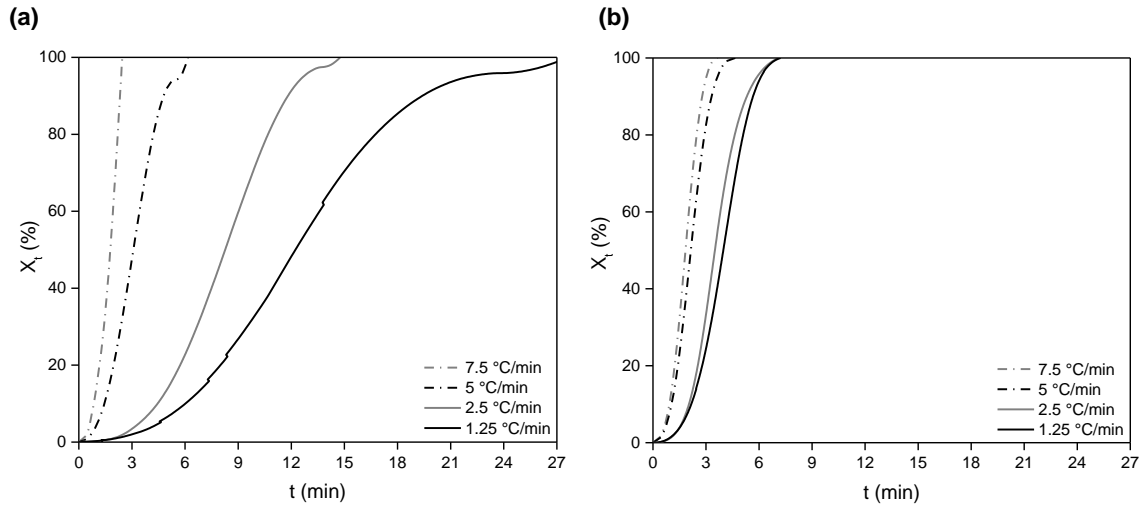 (a)
100
80
60
40
20
0
X_t (%)
0 3 6 9 12 15 18 21 24 27
t (min)
7.5 °C/min
5 °C/min
2.5 °C/min
1.25 °C/min
(b)
100
80
60
40
20
0
X_t (%)
0 3 6 9 12 15 18 21 24 27
t (min)
7.5 °C/min
5 °C/min
2.5 °C/min
1.25 °C/min